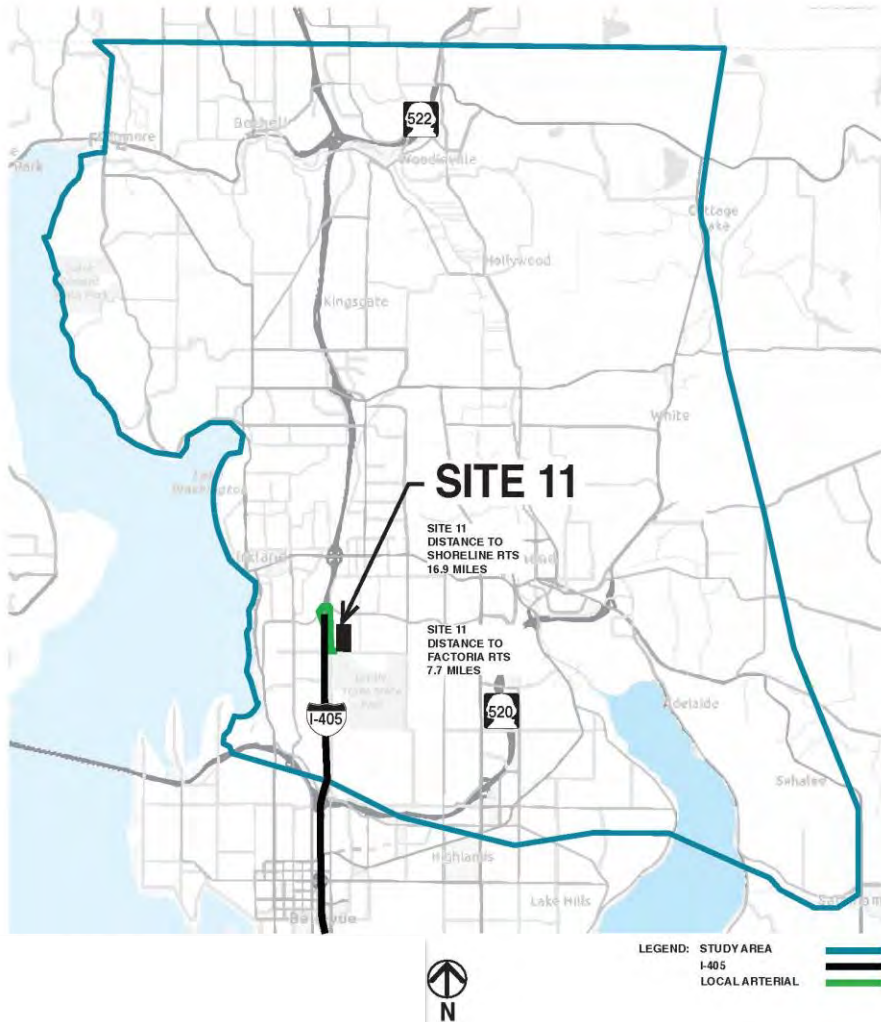 522
Woodinville
Cottage
Lake
Hollywood
Kingsgate
White
Lake
Washington
SITE 11
SITE 11
DISTANCE TO
SHORELINE RTS
16.9 MILES
SITE 11
DISTANCE TO
FACTORIA RTS
7.7 MILES
I-405
520
Adelaide
Sahalee
Highlands
Lake Hills
LEGEND: STUDY AREA
I-405
LOCAL ARTERIAL
N